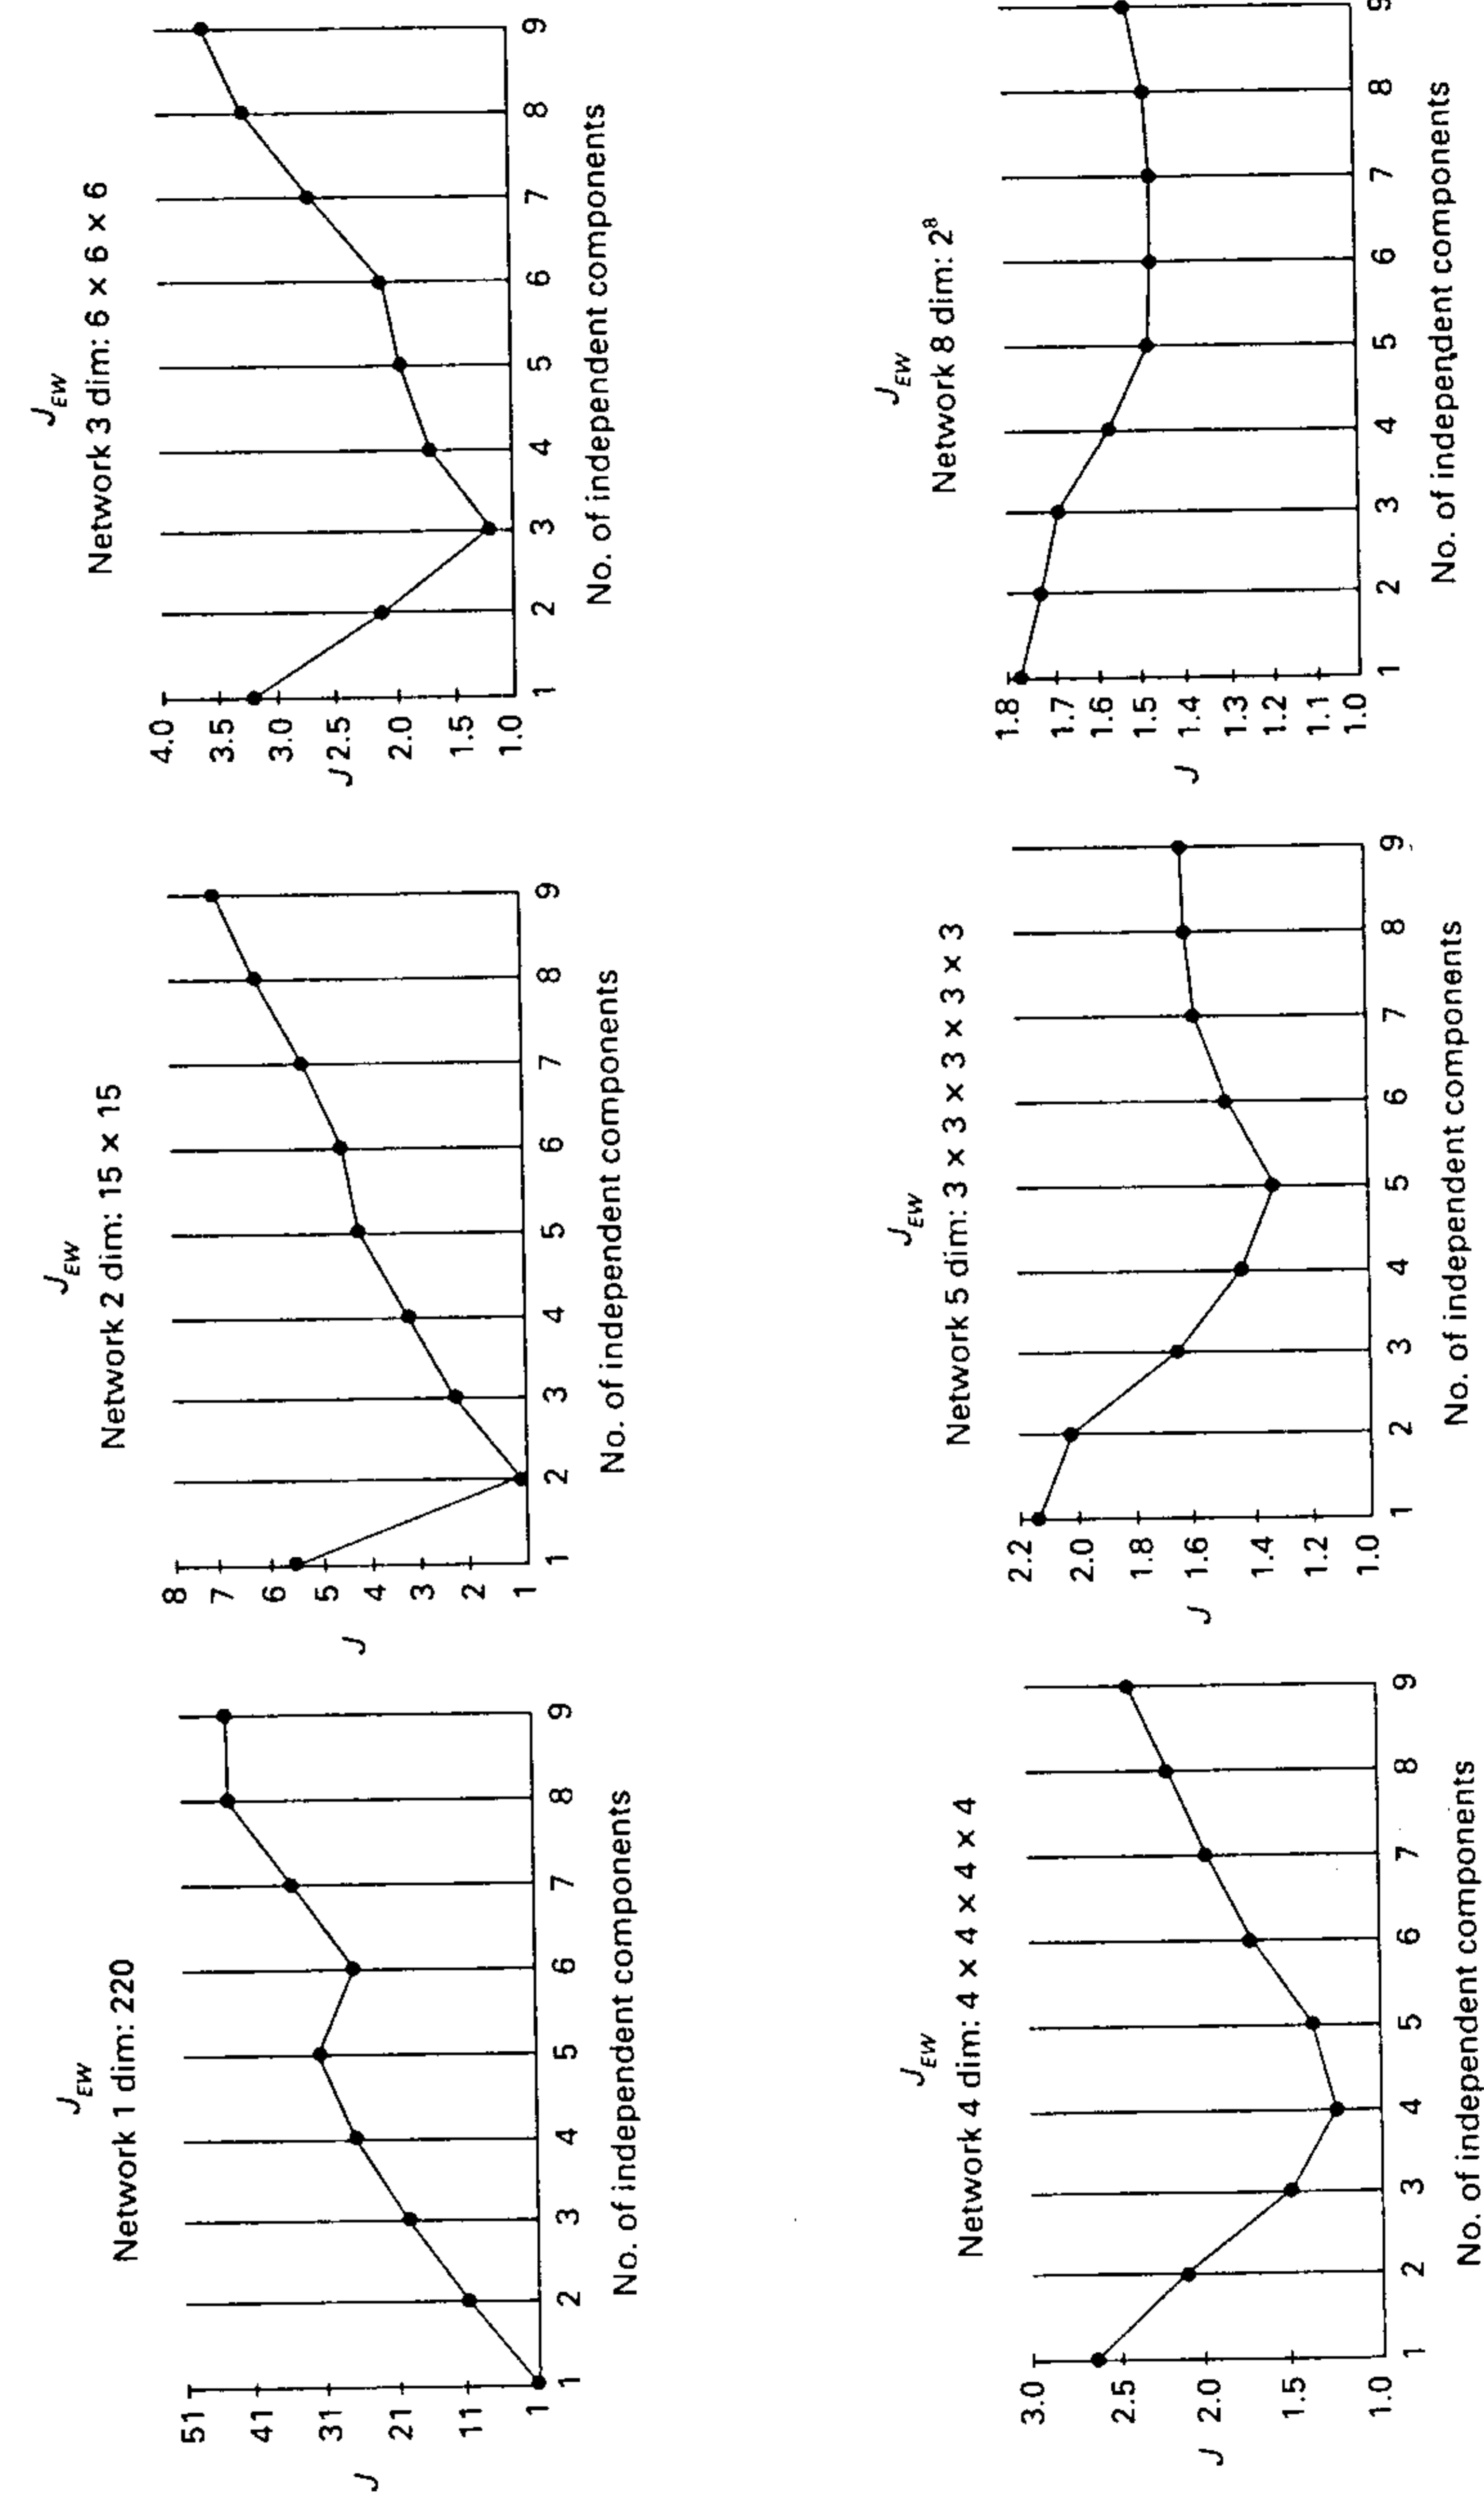 J_EW
Network 1 dim: 220
51
41
31
21
11
1
J
1 2 3 4 5 6 7 8 9
No. of independent components
J_EW
Network 2 dim: 15 × 15
8
7
6
5
4
3
2
1
J
1 2 3 4 5 6 7 8 9
No. of independent components
J_EW
Network 3 dim: 6 × 6 × 6
4.0
3.5
3.0
J 2.5
2.0
1.5
1.0
1 2 3 4 5 6 7 8 9
No. of independent components
J_EW
Network 4 dim: 4 × 4 × 4 × 4
3.0
2.5
2.0
1.5
1.0
J
1 2 3 4 5 6 7 8 9
No. of independent components
J_EW
Network 5 dim: 3 × 3 × 3 × 3 × 3
2.2
2.0
1.8
1.6
1.4
1.2
1.0
J
1 2 3 4 5 6 7 8 9
No. of independent components
J_EW
Network 8 dim: 2⁸
1.8
1.7
1.6
1.5
1.4
1.3
1.2
1.1
1.0
J
1 2 3 4 5 6 7 8 9
No. of independent components